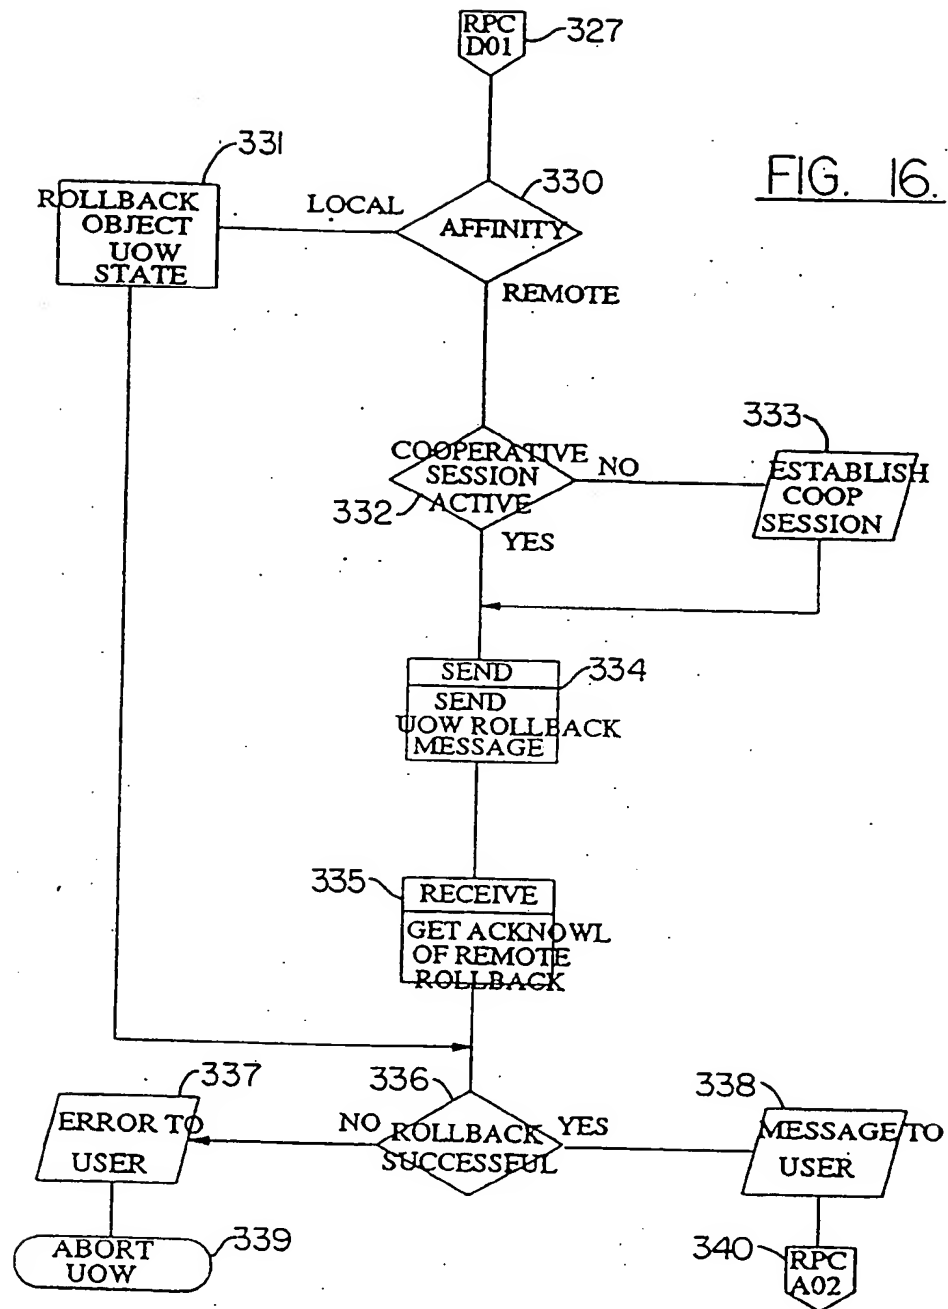 RPC
D01
327
FIG. 16.
331
330
ROLLBACK
OBJECT
UOW
STATE
LOCAL
AFFINITY
REMOTE
333
COOPERATIVE
SESSION
ACTIVE
332
NO
ESTABLISH
COOP
SESSION
YES
SEND
334
SEND
UOW ROLLBACK
MESSAGE
335
RECEIVE
GET ACKNOWL
OF REMOTE
ROLLBACK
337
336
338
ERROR TO
USER
NO
ROLLBACK
SUCCESSFUL
YES
MESSAGE TO
USER
ABORT
UOW
339
340
RPC
A02